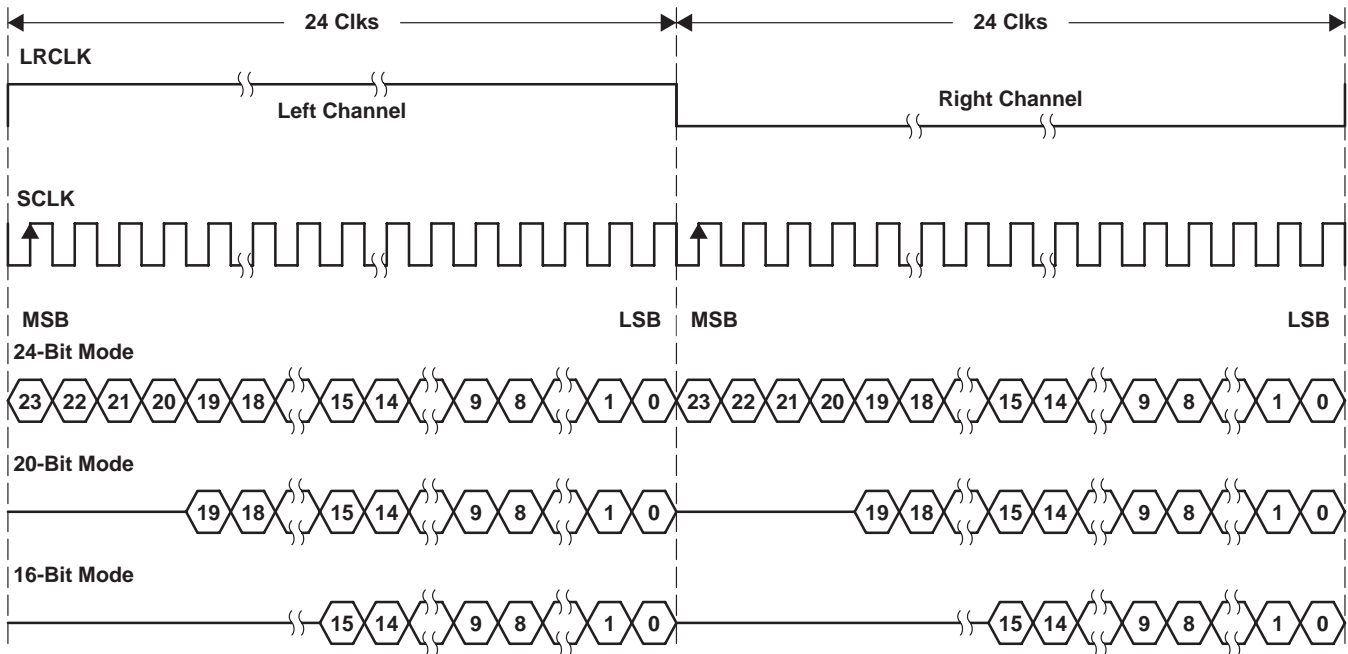 24 Clks 24 Clks
LRCLK
Left Channel
Right Channel
SCLK
MSB LSB MSB LSB
24-Bit Mode
23 22 21 20 19 18 15 14 9 8 1 0 23 22 21 20 19 18 15 14 9 8 1 0
20-Bit Mode
19 18 15 14 9 8 1 0 19 18 15 14 9 8 1 0
16-Bit Mode
15 14 9 8 1 0 15 14 9 8 1 0